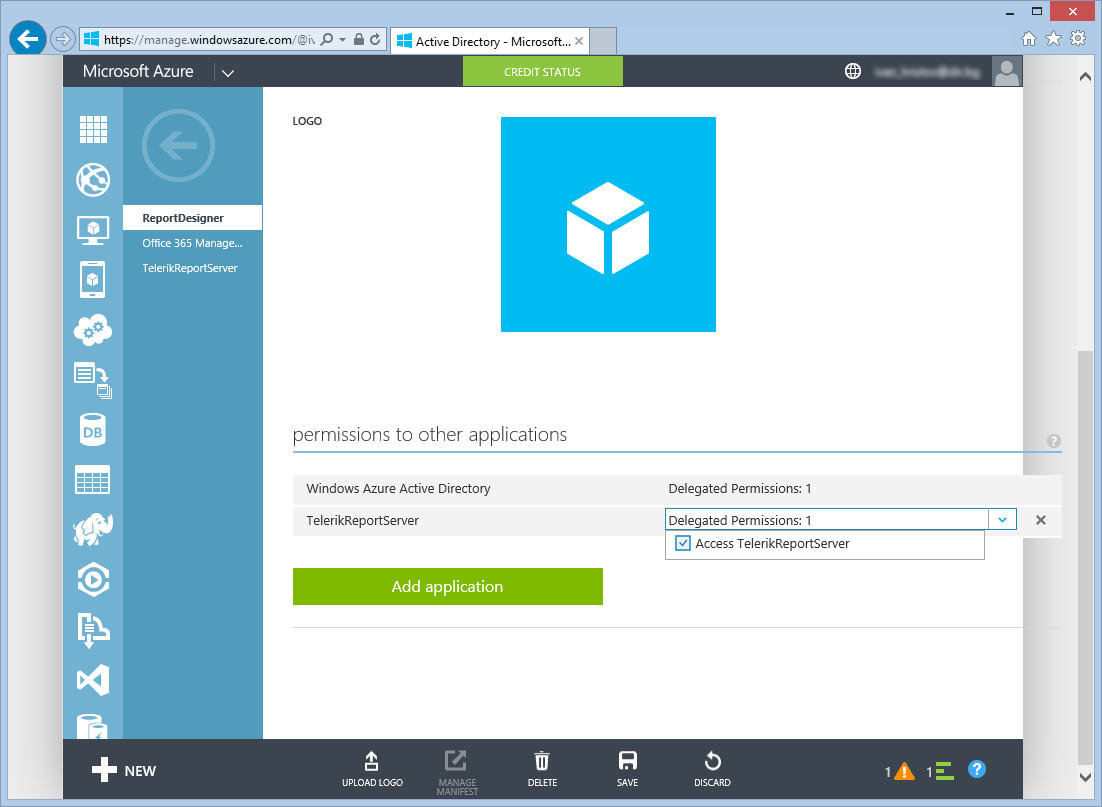 https://manage.windowsazure.com/@iv
Active Directory - Microsoft...
Microsoft Azure
CREDIT STATUS
LOGO
ReportDesigner
Office 365 Manage...
TelerikReportServer
DB
permissions to other applications
?
Windows Azure Active Directory Delegated Permissions: 1
TelerikReportServer Delegated Permissions: 1
Access TelerikReportServer
Add application
NEW
UPLOAD LOGO
MANAGE
MANIFEST
DELETE
SAVE
DISCARD
1
1
?